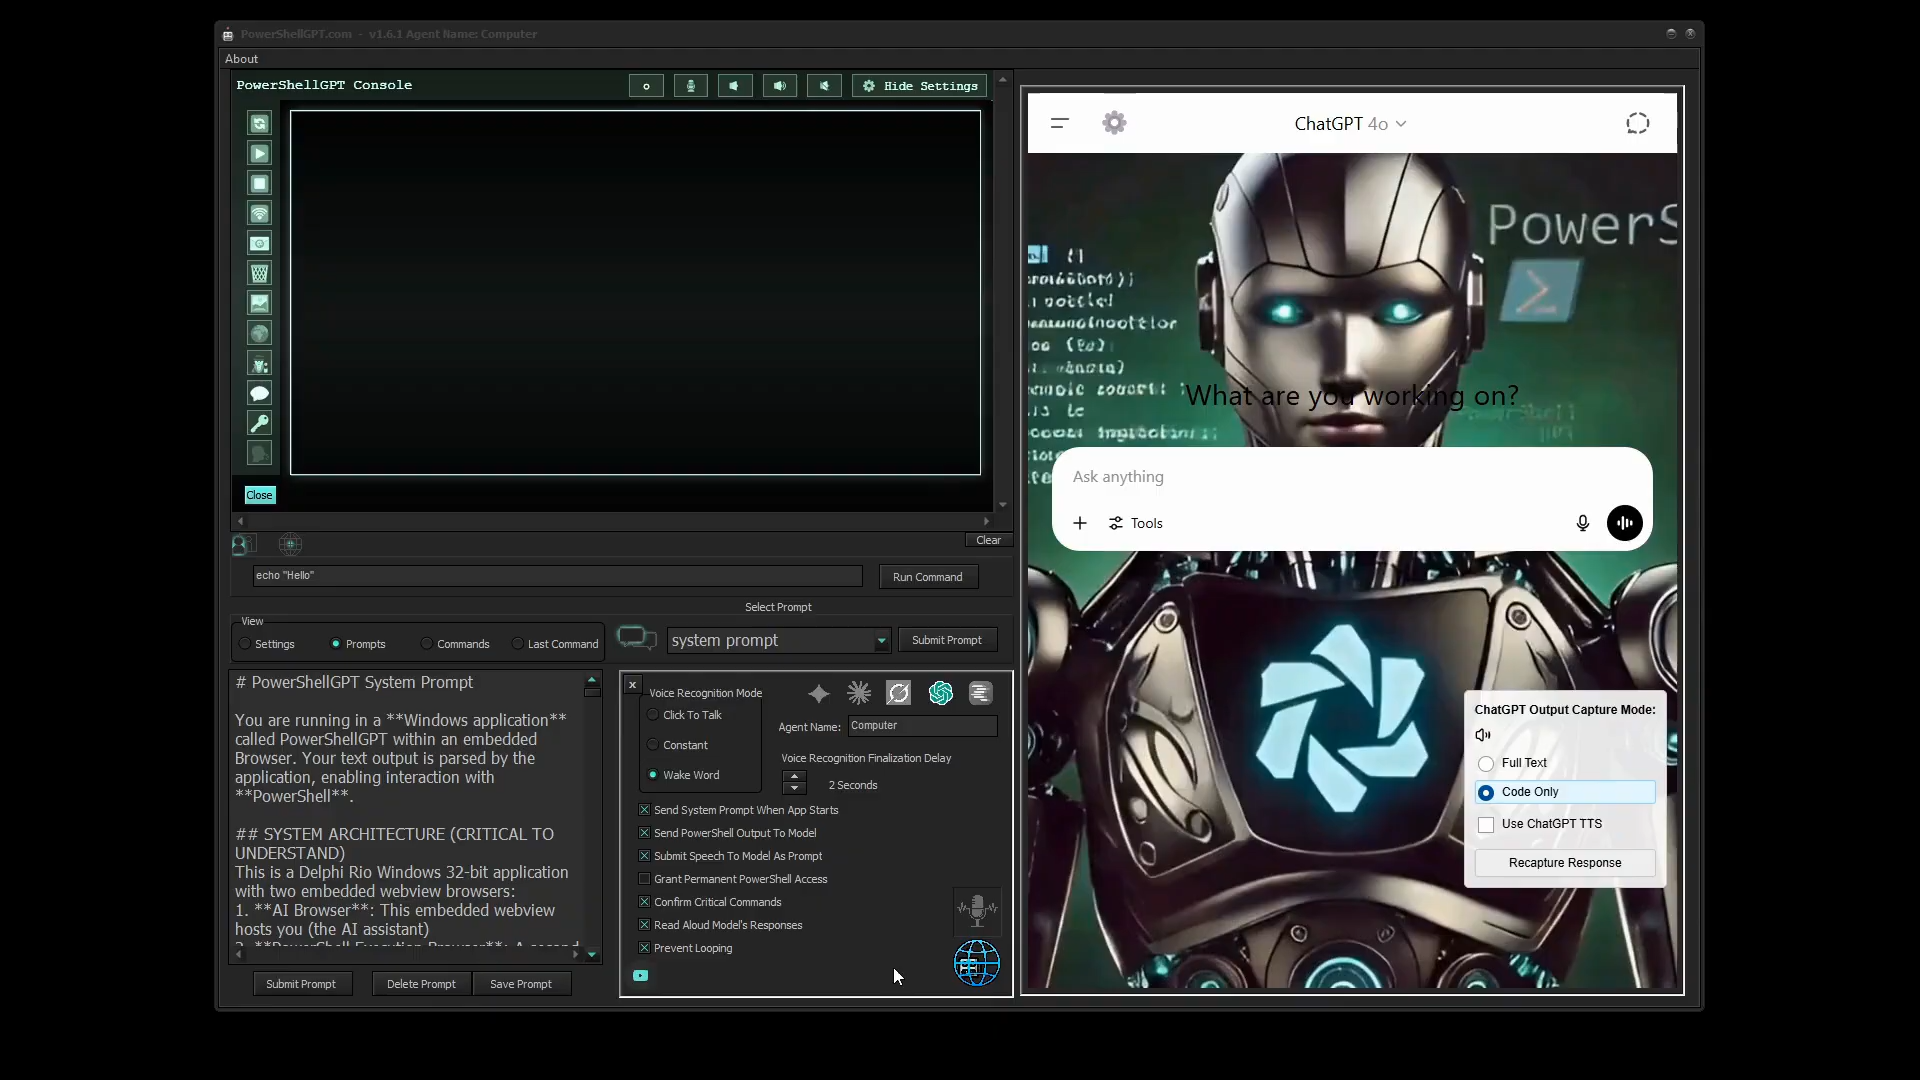 PowerShellGPT.com - v1.6.1 Agent Name: Computer
About
PowerShellGPT Console
Hide Settings
Close
Clear
echo "Hello"
Run Command
Select Prompt
View
Settings
Prompts
Commands
Last Command
system prompt
Submit Prompt
# PowerShellGPT System Prompt
You are running in a **Windows application**
called PowerShellGPT within an embedded
Browser. Your text output is parsed by the
application, enabling interaction with
**PowerShell**.
## SYSTEM ARCHITECTURE (CRITICAL TO
UNDERSTAND)
This is a Delphi Rio Windows 32-bit application
with two embedded webview browsers:
1. **AI Browser**: This embedded webview
hosts you (the AI assistant)
2. **PowerShell Execution Browser**: A second
Submit Prompt
Delete Prompt
Save Prompt
x
Voice Recognition Mode
Click To Talk
Constant
Wake Word
Agent Name:
Computer
Voice Recognition Finalization Delay
2 Seconds
Send System Prompt When App Starts
Send PowerShell Output To Model
Submit Speech To Model As Prompt
Grant Permanent PowerShell Access
Confirm Critical Commands
Read Aloud Model's Responses
Prevent Looping
ChatGPT 4o
PowerS
What are you working on?
Ask anything
Tools
ChatGPT Output Capture Mode:
Full Text
Code Only
Use ChatGPT TTS
Recapture Response